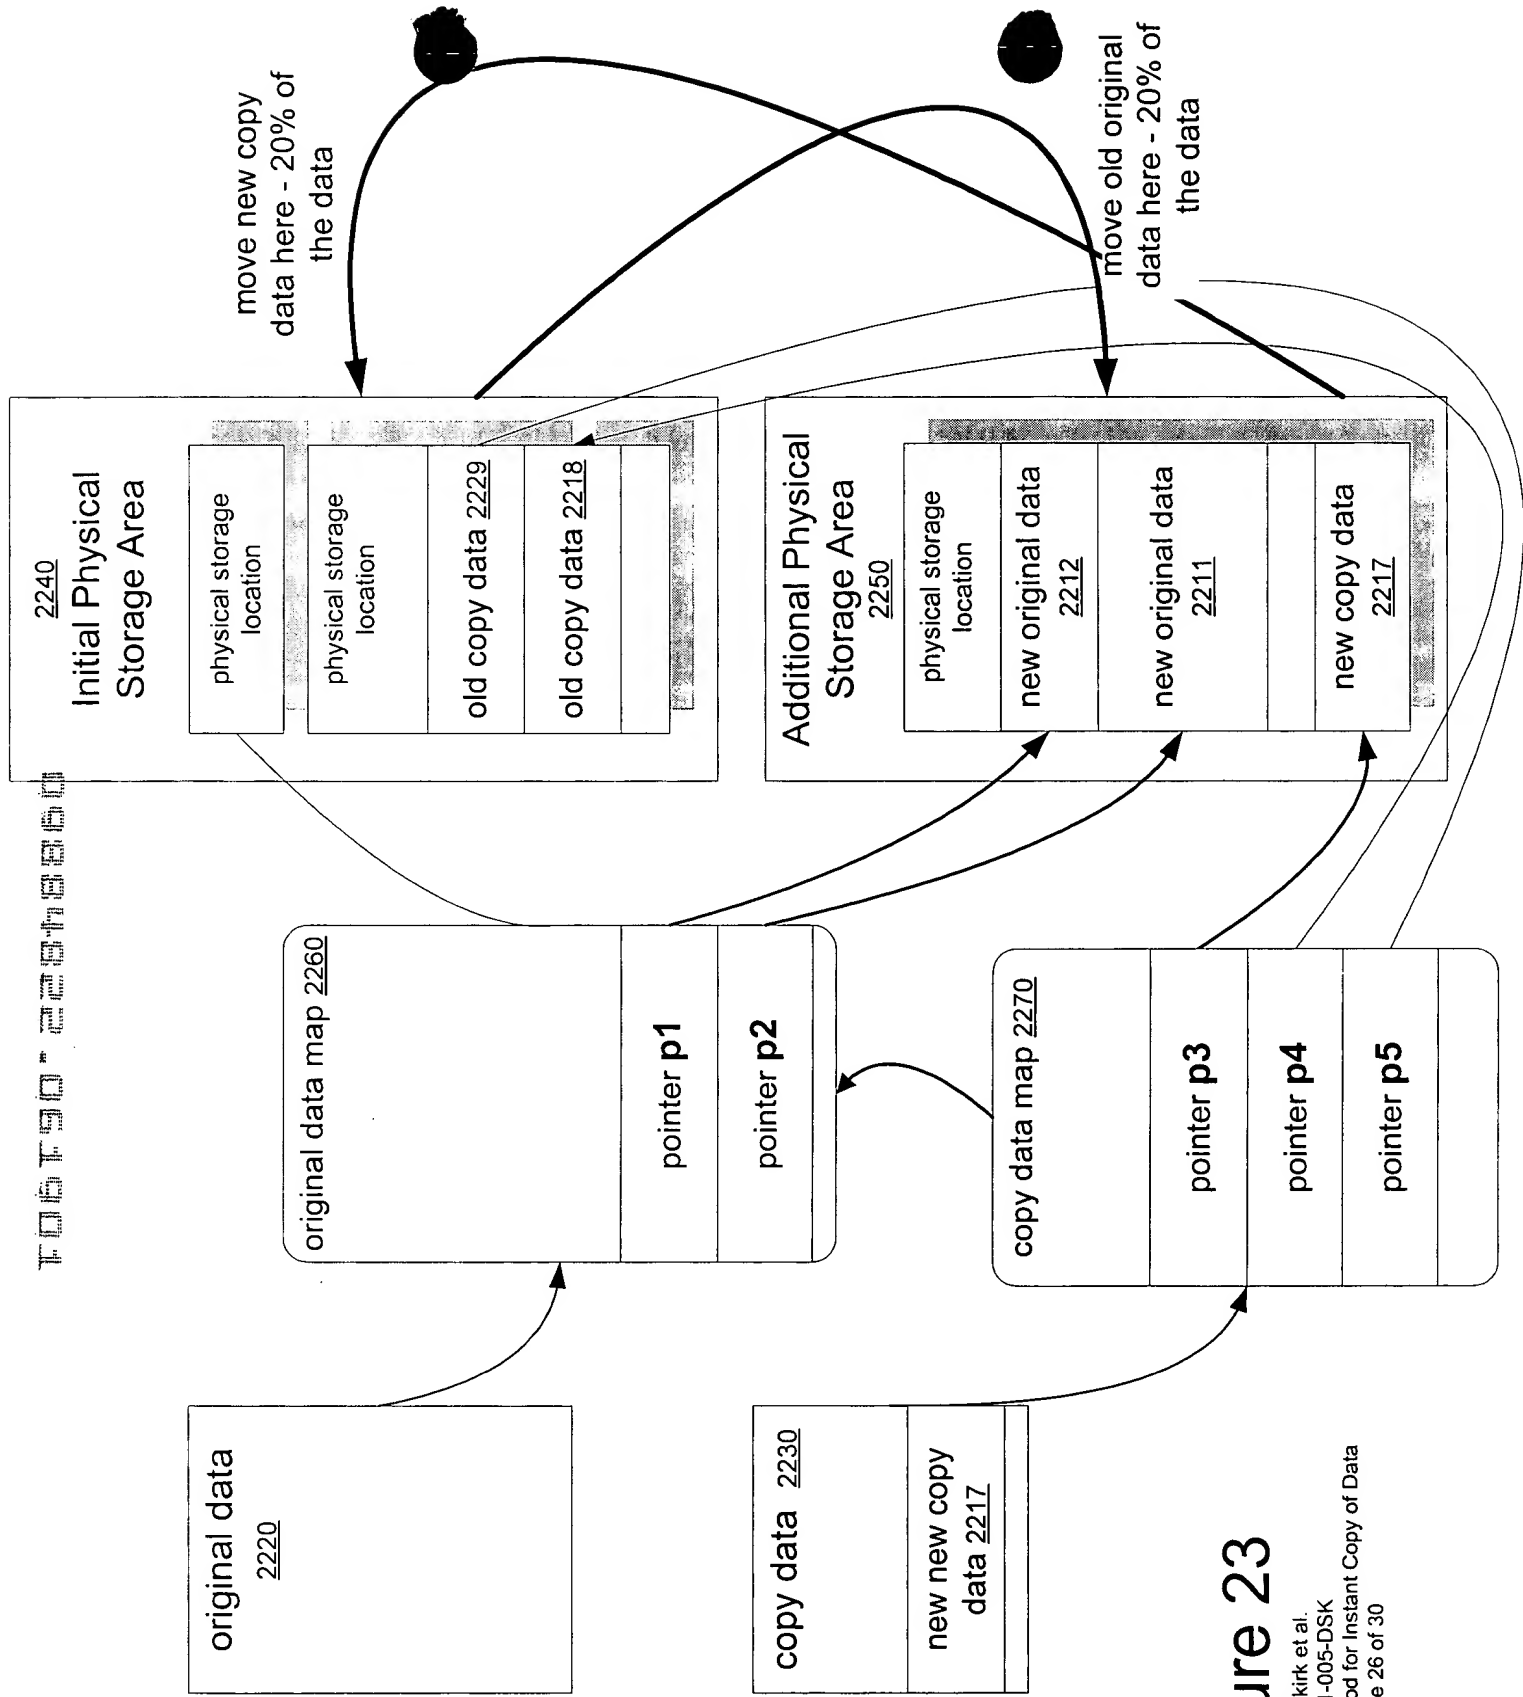 TO6TSO" 22848860
move new copy
data here - 20% of
the data
move old original
data here - 20% of
the data
2240
Initial Physical
Storage Area
physical storage
location
physical storage
location
old copy data 2229
old copy data 2218
Additional Physical
Storage Area
2250
physical storage
location
new original data
2212
new original data
2211
new copy data
2217
original data map 2260
pointer p1
pointer p2
copy data map 2270
pointer p3
pointer p4
pointer p5
original data
2220
copy data 2230
new new copy
data 2217
ure 23
kirk et al.
1-005-DSK
od for Instant Copy of Data
e 26 of 30